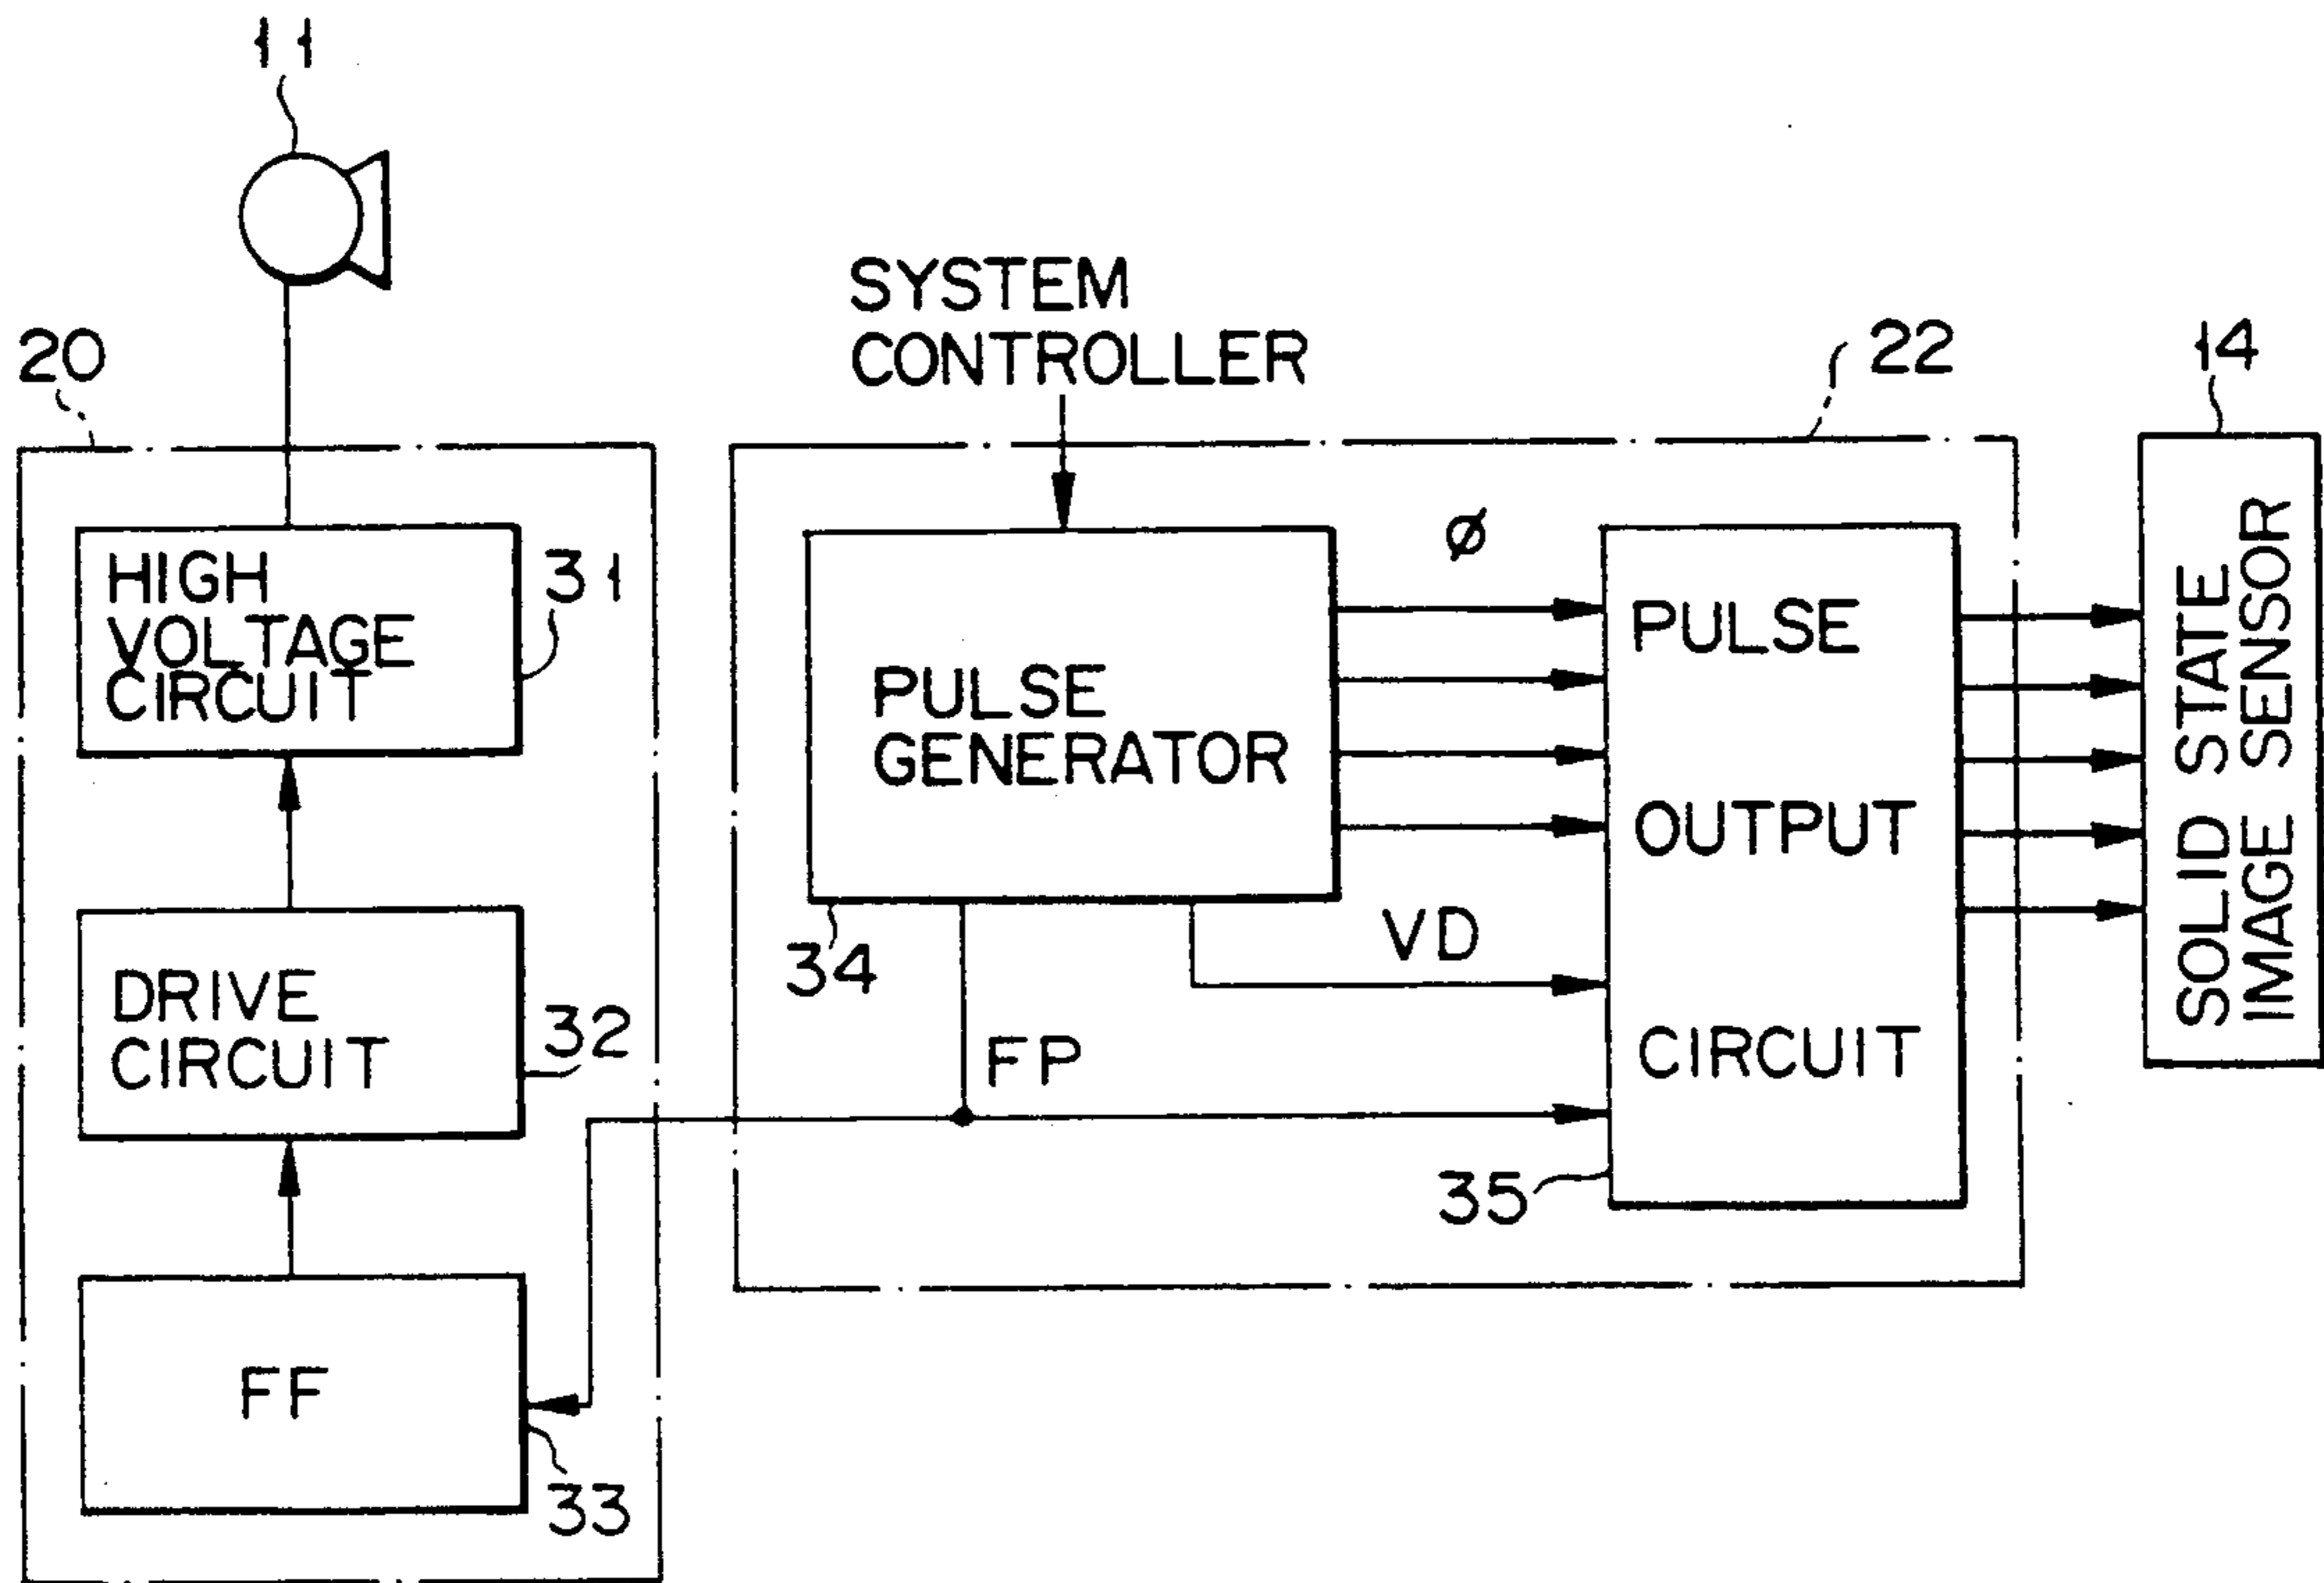 11
SYSTEM
CONTROLLER
20
22
14
HIGH
VOLTAGE
CIRCUIT
31
PULSE
GENERATOR
34
ø
PULSE
OUTPUT
CIRCUIT
35
SOLID STATE
IMAGE SENSOR
VD
FP
DRIVE
CIRCUIT
32
FF
33